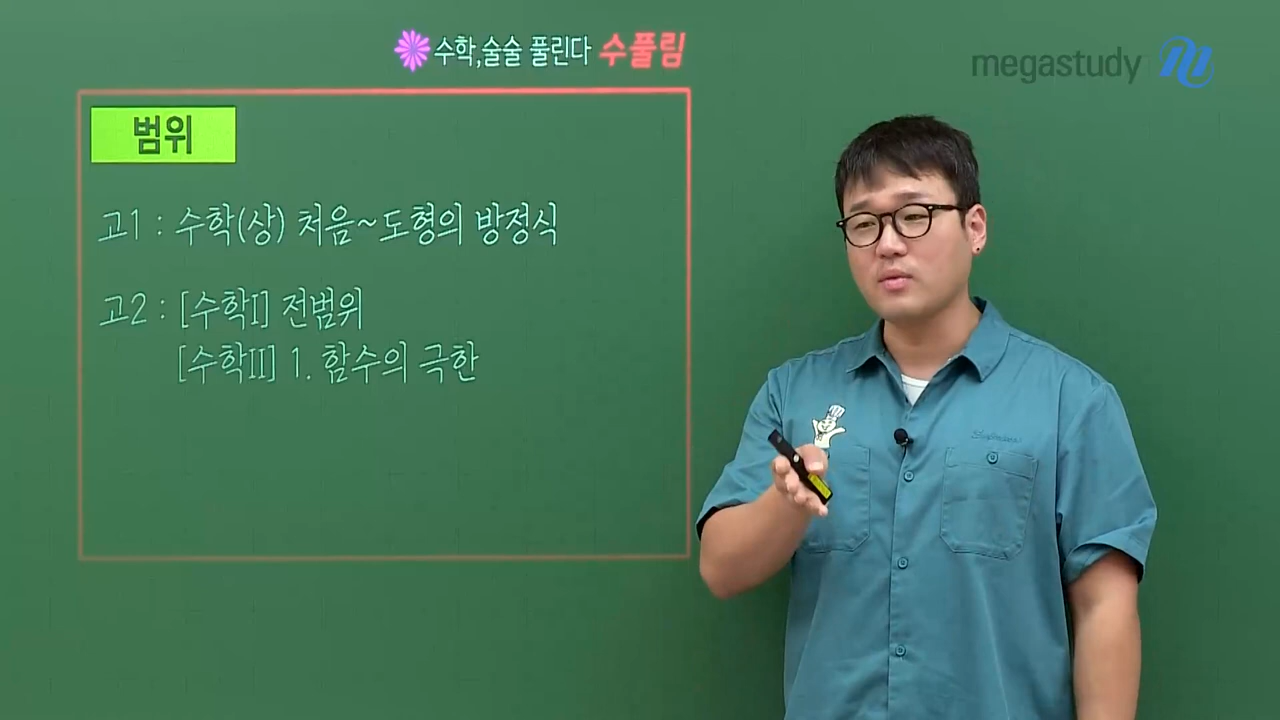 수학,술술 풀린다 수풀림
megastudy
범위
고1 : 수학(상) 처음~도형의 방정식
고2 : [수학I] 전범위
[수학II] 1. 함수의 극한